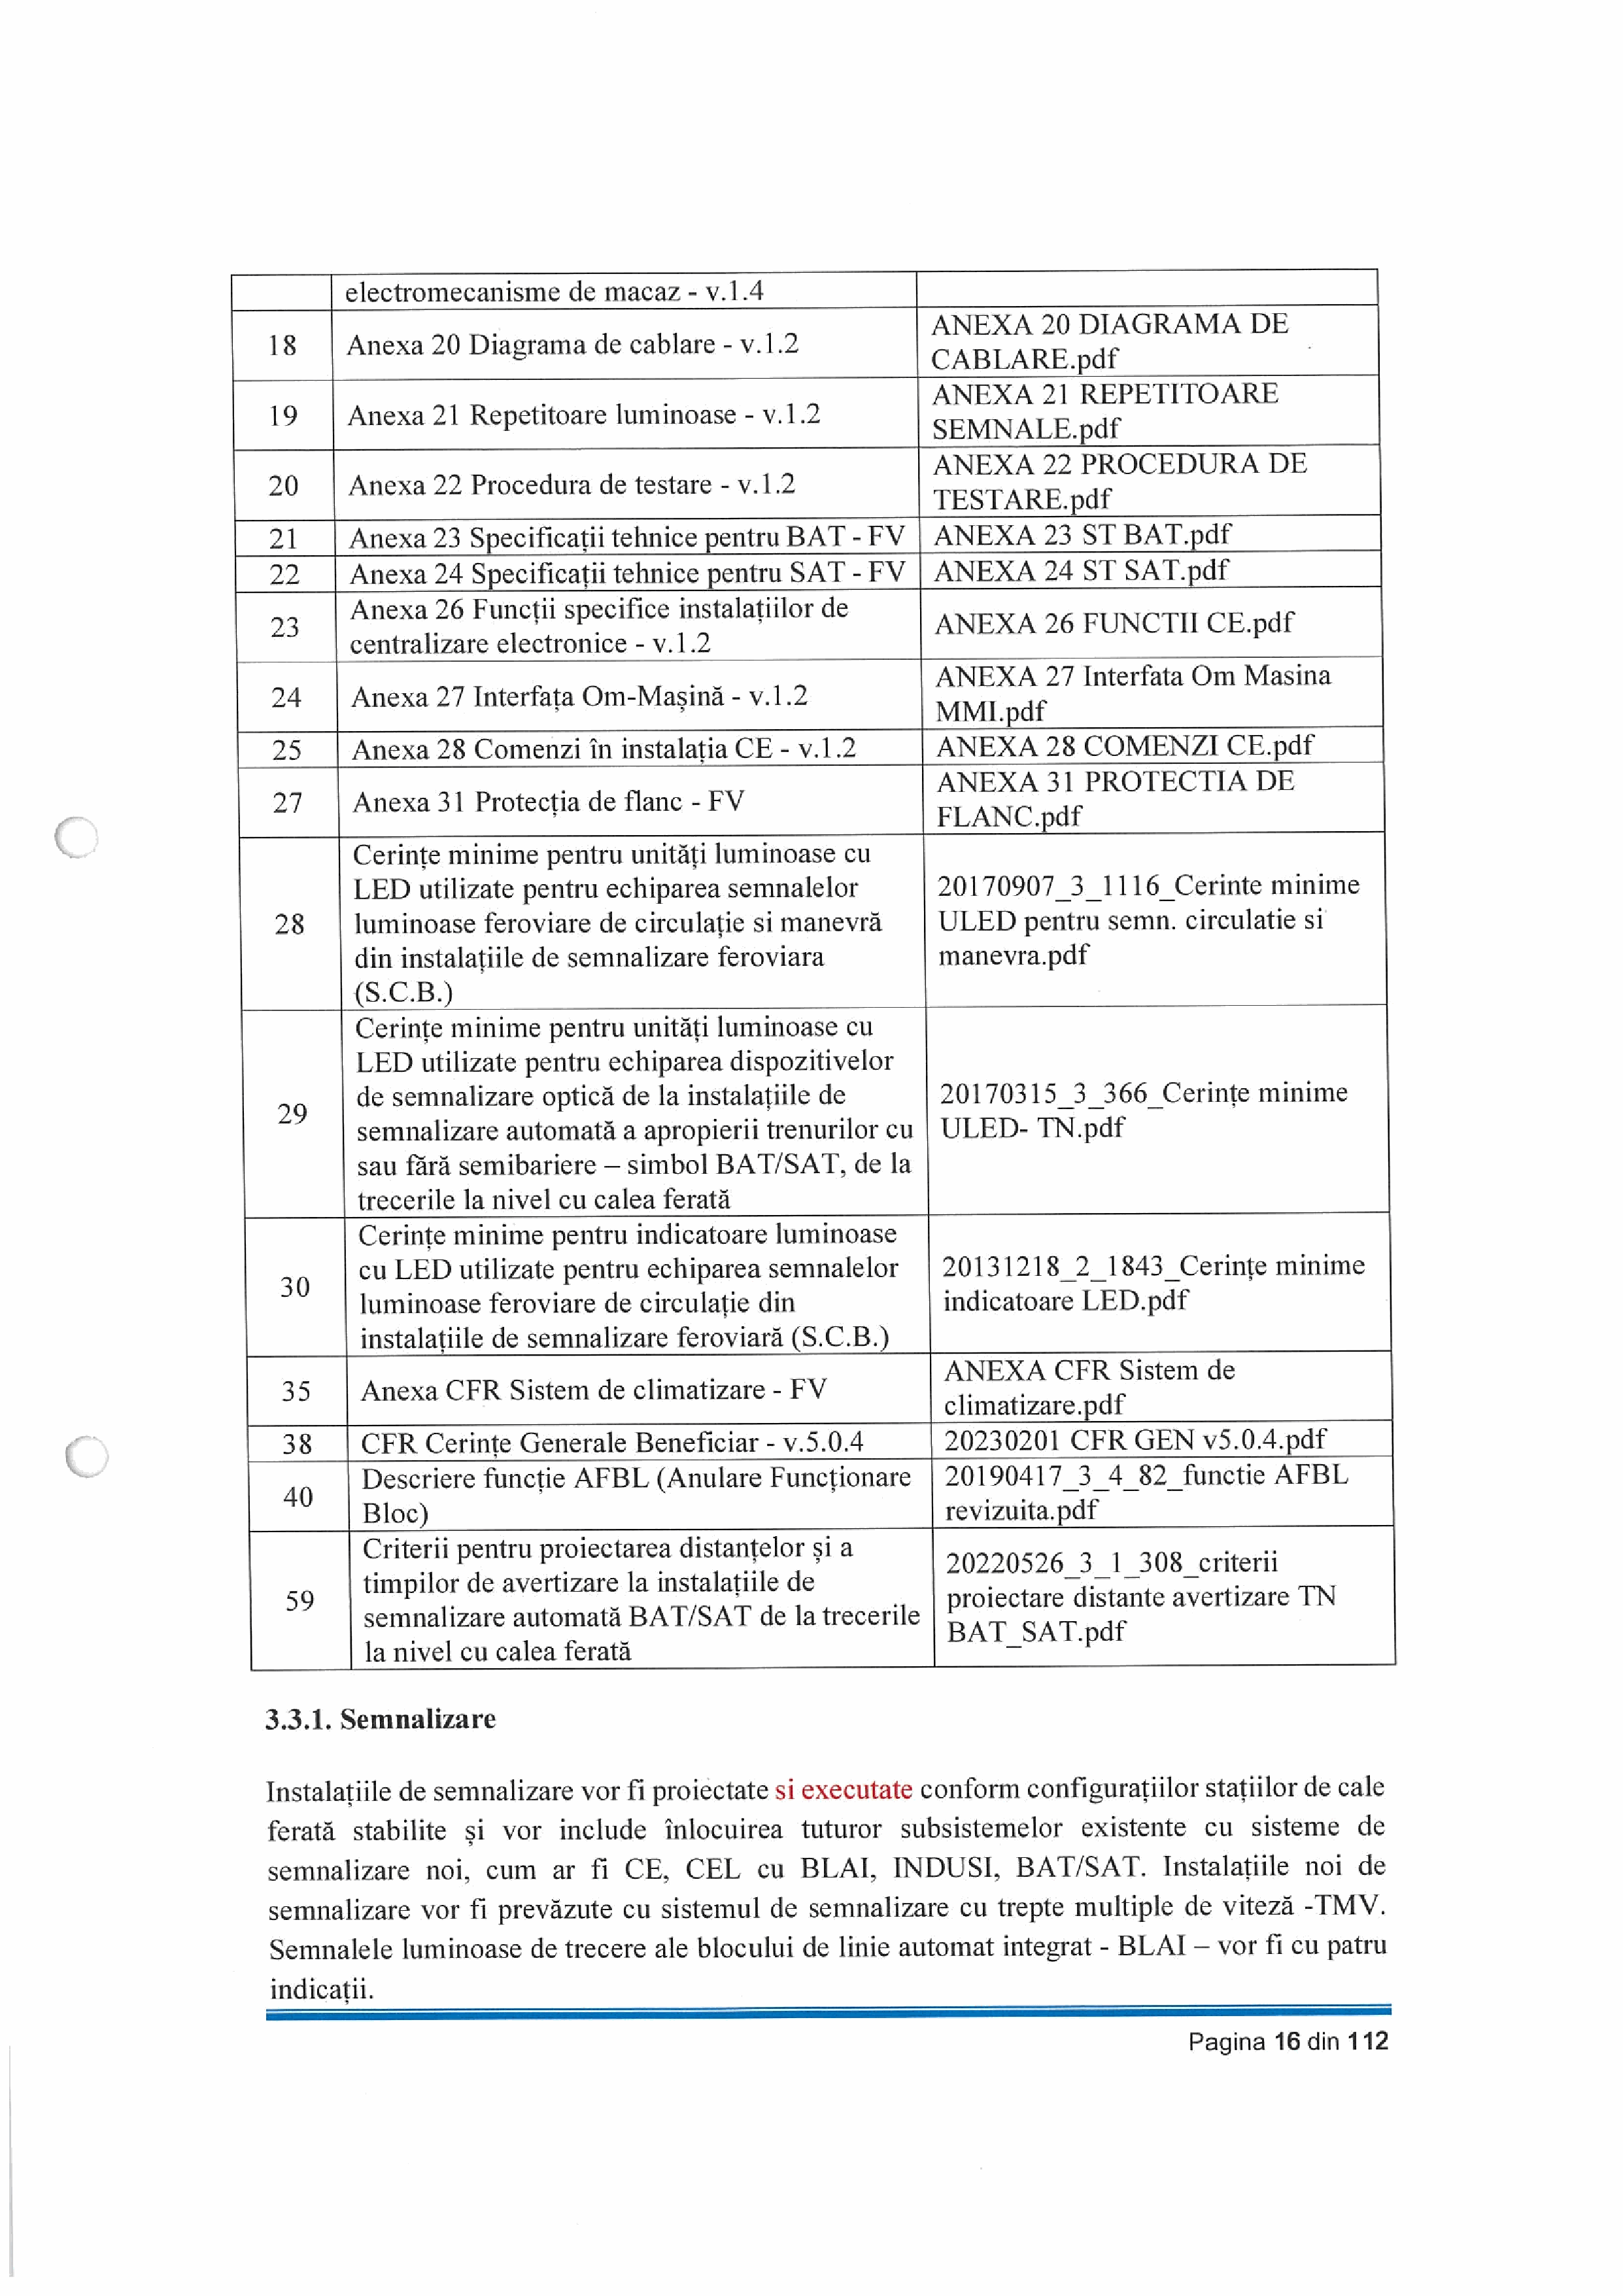 electromecanisme de macaz - v.1.4
18 Anexa 20 Diagrama de cablare - v.1.2 ANEXA 20 DIAGRAMA DE
CABLARE.pdf
19 Anexa 21 Repetitoare luminoase - v.1.2 ANEXA 21 REPETITOARE
SEMNALE.pdf
20 Anexa 22 Procedura de testare - v.1.2 ANEXA 22 PROCEDURA DE
TESTARE.pdf
21 Anexa 23 Specificații tehnice pentru BAT - FV ANEXA 23 ST BAT.pdf
22 Anexa 24 Specificații tehnice pentru SAT - FV ANEXA 24 ST SAT.pdf
23 Anexa 26 Funcții specifice instalațiilor de
centralizare electronice - v.1.2 ANEXA 26 FUNCTII CE.pdf
24 Anexa 27 Interfața Om-Mașină - v.1.2 ANEXA 27 Interfata Om Masina
MMI.pdf
25 Anexa 28 Comenzi în instalația CE - v.1.2 ANEXA 28 COMENZI CE.pdf
27 Anexa 31 Protecția de flanc - FV ANEXA 31 PROTECTIA DE
FLANC.pdf
28
Cerințe minime pentru unități luminoase cu
LED utilizate pentru echiparea semnalelor
luminoase feroviare de circulație si manevră
din instalațiile de semnalizare feroviara
(S.C.B.)
20170907_3_1116_Cerinte minime
ULED pentru semn. circulatie si
manevra.pdf
29
Cerințe minime pentru unități luminoase cu
LED utilizate pentru echiparea dispozitivelor
de semnalizare optică de la instalațiile de
semnalizare automată a apropierii trenurilor cu
sau fără semibariere – simbol BAT/SAT, de la
trecerile la nivel cu calea ferată
20170315_3_366_Cerințe minime
ULED- TN.pdf
30
Cerințe minime pentru indicatoare luminoase
cu LED utilizate pentru echiparea semnalelor
luminoase feroviare de circulație din
instalațiile de semnalizare feroviară (S.C.B.)
20131218_2_1843_Cerințe minime
indicatoare LED.pdf
35 Anexa CFR Sistem de climatizare - FV ANEXA CFR Sistem de
climatizare.pdf
38 CFR Cerințe Generale Beneficiar - v.5.0.4 20230201 CFR GEN v5.0.4.pdf
40
Descriere funcție AFBL (Anulare Funcționare
Bloc)
20190417_3_4_82_functie AFBL
revizuita.pdf
59
Criterii pentru proiectarea distanțelor și a
timpilor de avertizare la instalațiile de
semnalizare automată BAT/SAT de la trecerile
la nivel cu calea ferată
20220526_3_1_308_criterii
proiectare distante avertizare TN
BAT_SAT.pdf
3.3.1. Semnalizare
Instalațiile de semnalizare vor fi proiectate si executate conform configurațiilor stațiilor de cale
ferată stabilite și vor include înlocuirea tuturor subsistemelor existente cu sisteme de
semnalizare noi, cum ar fi CE, CEL cu BLAI, INDUSI, BAT/SAT. Instalațiile noi de
semnalizare vor fi prevăzute cu sistemul de semnalizare cu trepte multiple de viteză -TMV.
Semnalele luminoase de trecere ale blocului de linie automat integrat - BLAI – vor fi cu patru
indicații.
Pagina 16 din 112